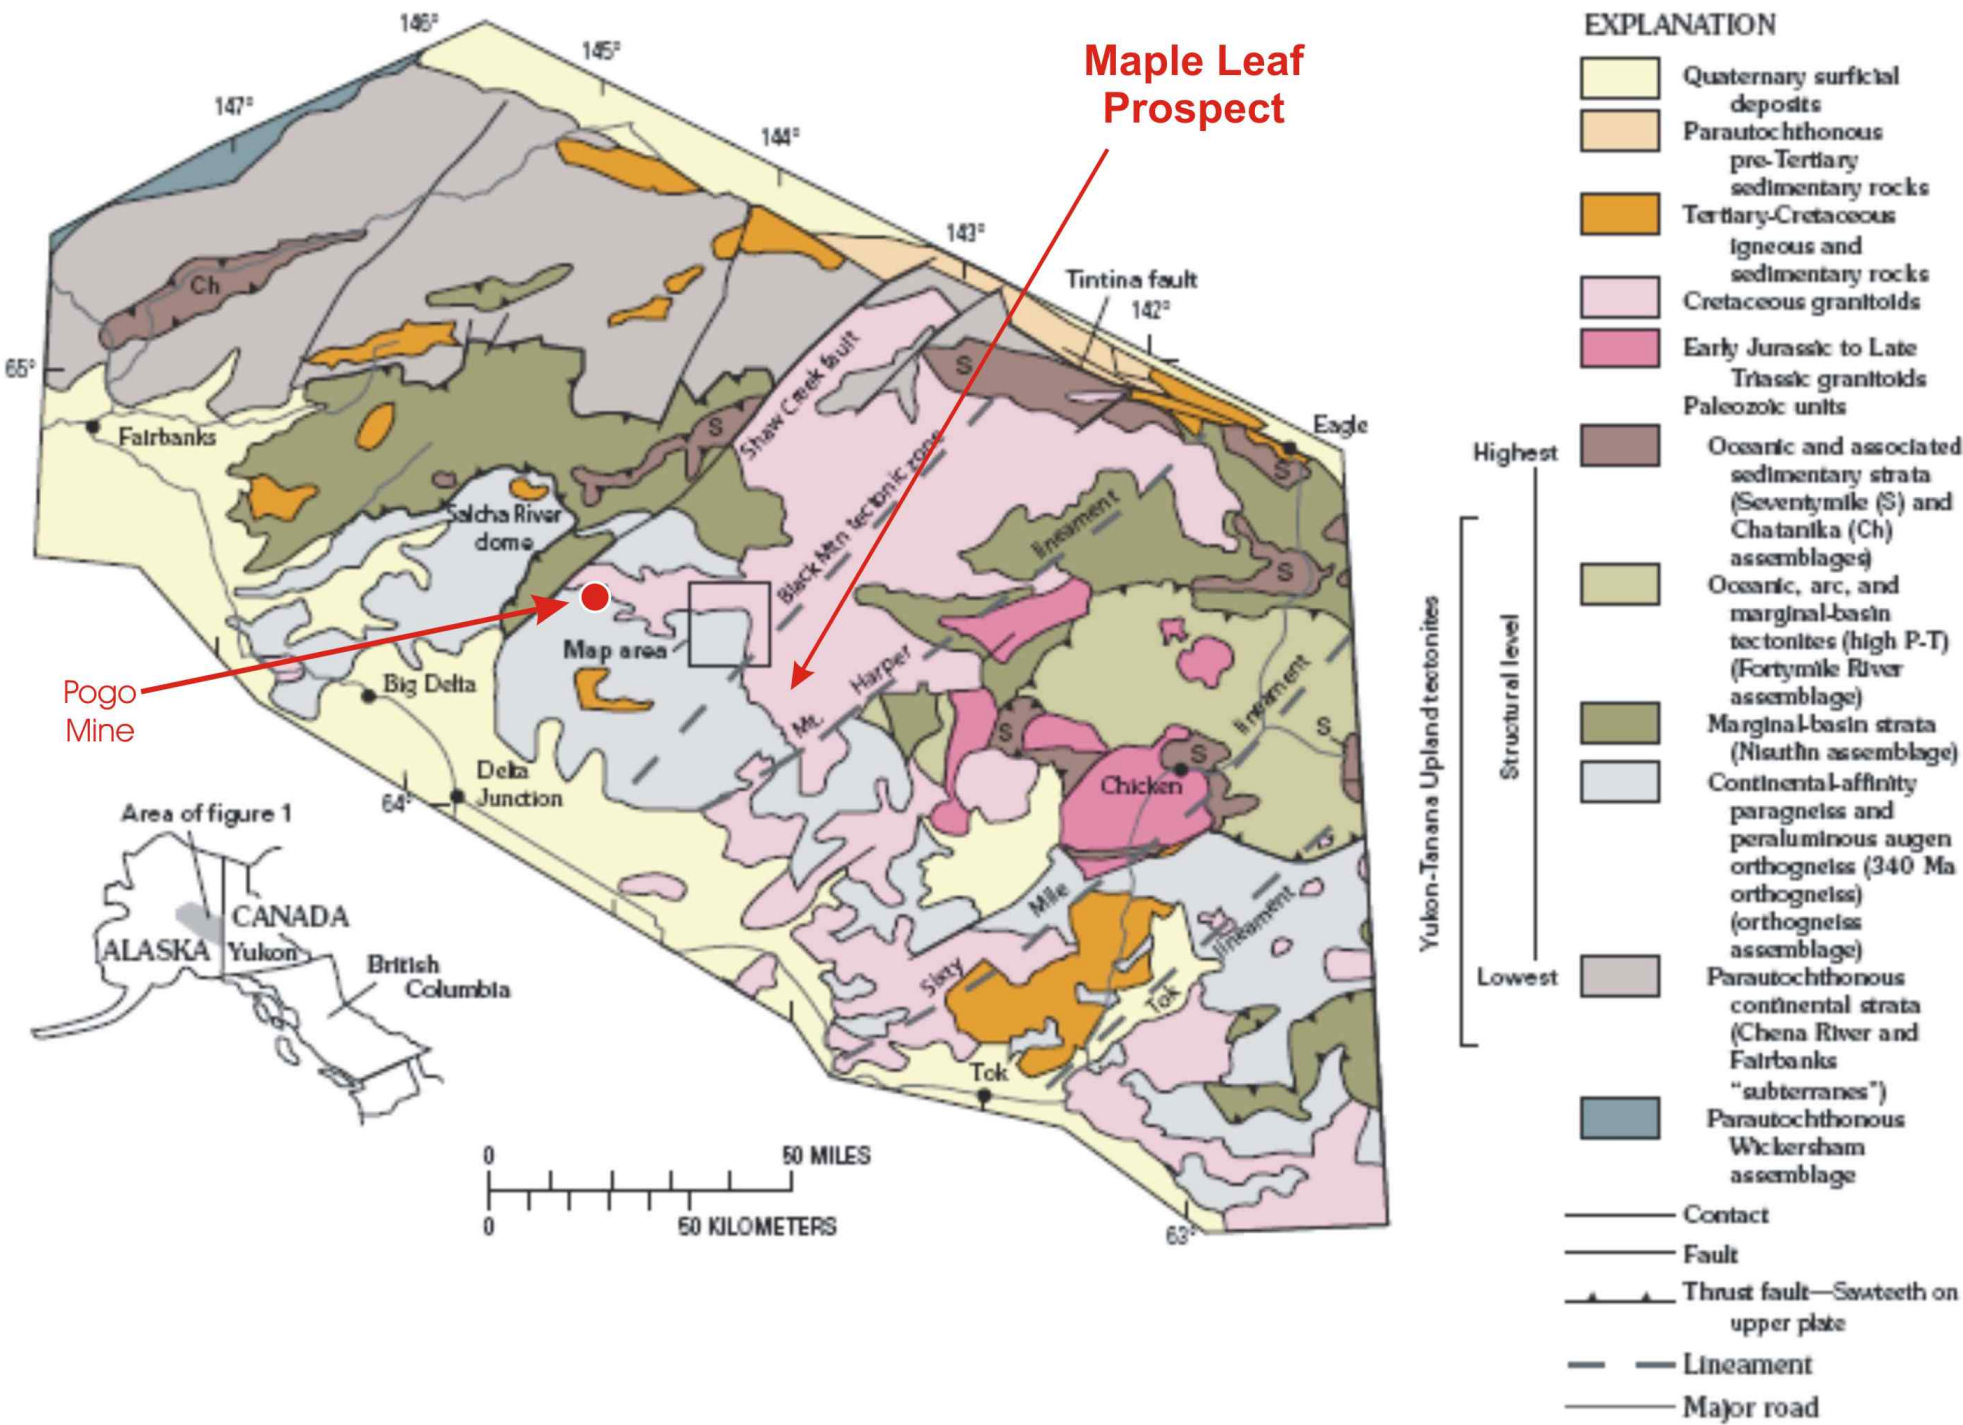 146°
145°
147°
144°
143°
142°
65°
64°
63°
Maple Leaf
Prospect
Tintina fault
Ch
S
S
S
S
S
S
S
S
Shaw Creek fault
Black Mtn tectonic zone
lineament
Eagle
Fairbanks
Salcha River
dome
Map area
Big Delta
Pogo
Mine
Mt.
Harper
lineament
Chicken
Delta
Junction
Sixty
Mile
lineament
Tok
Tok
Area of figure 1
CANADA
ALASKA
Yukon
British
Columbia
0
50 MILES
0
50 KILOMETERS
EXPLANATION
Quaternary surficial
deposits
Parautochthonous
pre-Tertiary
sedimentary rocks
Tertiary-Cretaceous
igneous and
sedimentary rocks
Cretaceous granitoids
Early Jurassic to Late
Triassic granitoids
Paleozoic units
Highest
Oceanic and associated
sedimentary strata
(Seventymile (S) and
Chatanika (Ch)
assemblages)
Oceanic, arc, and
marginal-basin
tectonites (high P-T)
(Fortymile River
assemblage)
Marginal-basin strata
(Nisutlin assemblage)
Continental-affinity
paragneiss and
peraluminous augen
orthogneiss (340 Ma
orthogneiss)
(orthogneiss
assemblage)
Lowest
Parautochthonous
continental strata
(Chena River and
Fairbanks
“subterranes”)
Parautochthonous
Wickersham
assemblage
Yukon-Tanana Upland tectonites
Structural level
Contact
Fault
Thrust fault—Sawteeth on
upper plate
Lineament
Major road